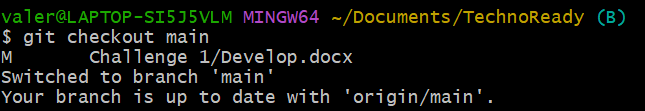 valer@LAPTOP-SI5J5VLM MINGW64 ~/Documents/TechnoReady (B)
$ git checkout main
M       Challenge 1/Develop.docx
Switched to branch 'main'
Your branch is up to date with 'origin/main'.